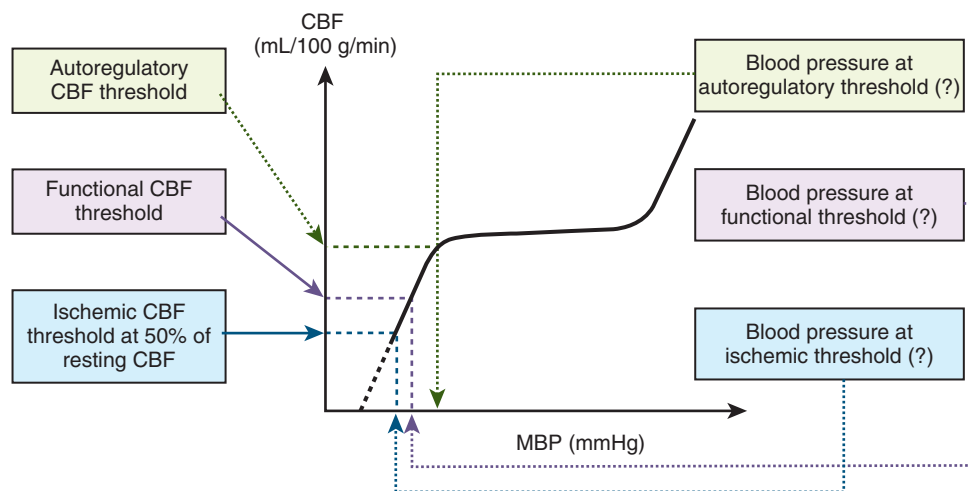 CBF
(mL/100 g/min)
Autoregulatory
CBF threshold
Blood pressure at
autoregulatory threshold (?)
Functional CBF
threshold
Blood pressure at
functional threshold (?)
Ischemic CBF
threshold at 50% of
resting CBF
Blood pressure at
ischemic threshold (?)
MBP (mmHg)